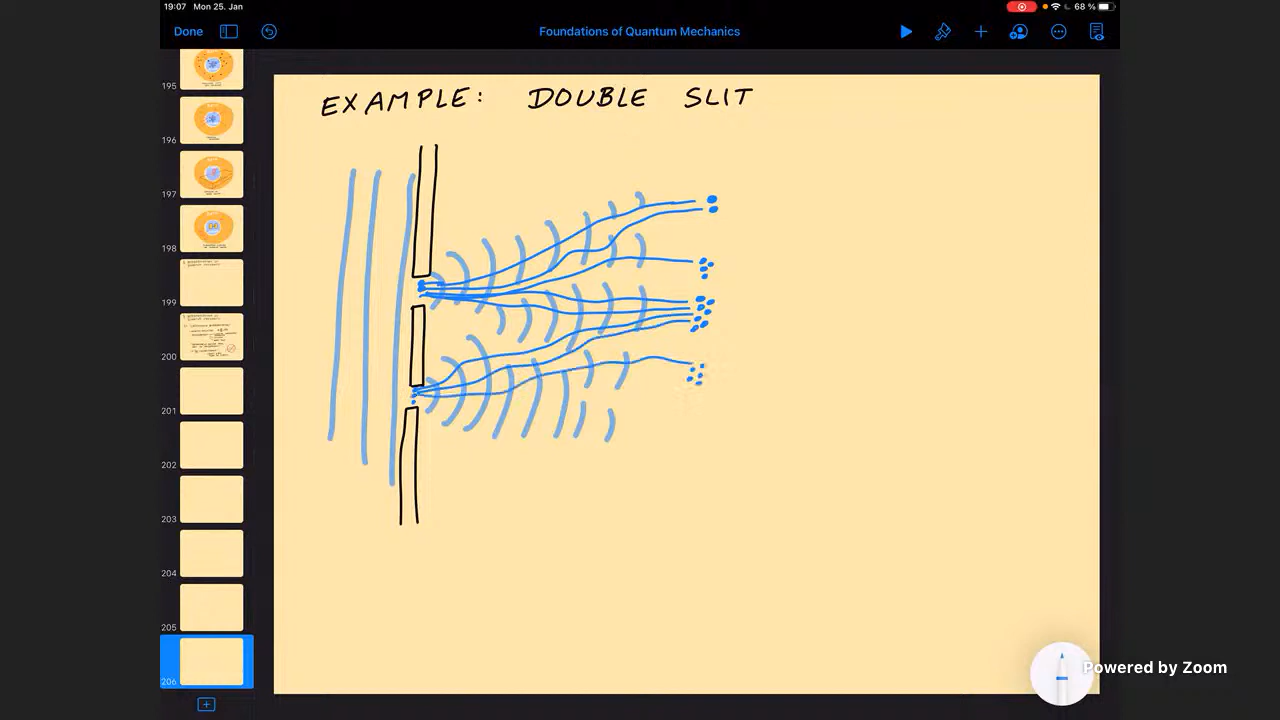 19:07 Mon 25. Jan
68 %
Done
Foundations of Quantum Mechanics
EXAMPLE: DOUBLE SLIT
195
196
197
198
199
200
201
202
203
204
205
206
Powered by Zoom